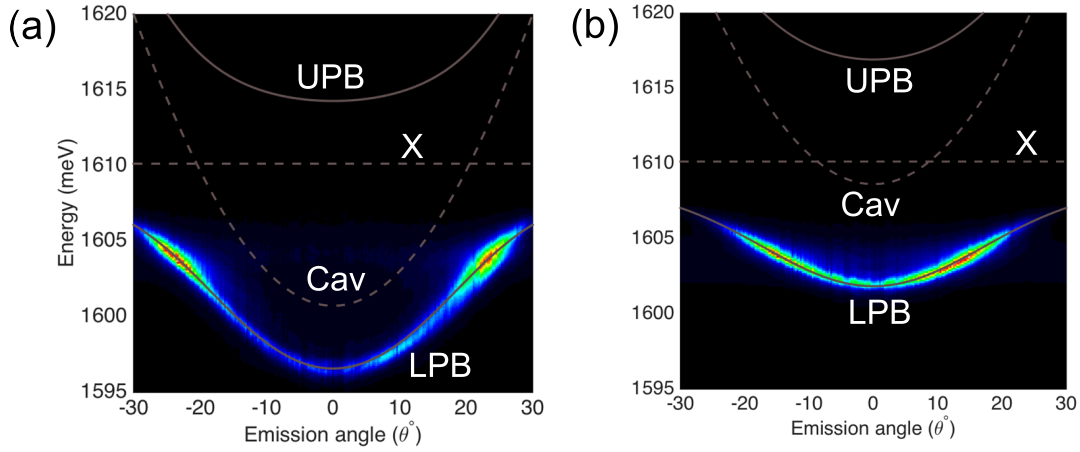 (a)
1620
1615
1610
1605
1600
1595
Energy (meV)
UPB
X
Cav
LPB
-30 -20 -10 0 10 20 30
Emission angle (θ°)
(b)
1620
1615
1610
1605
1600
1595
UPB
X
Cav
LPB
-30 -20 -10 0 10 20 30
Emission angle (θ°)